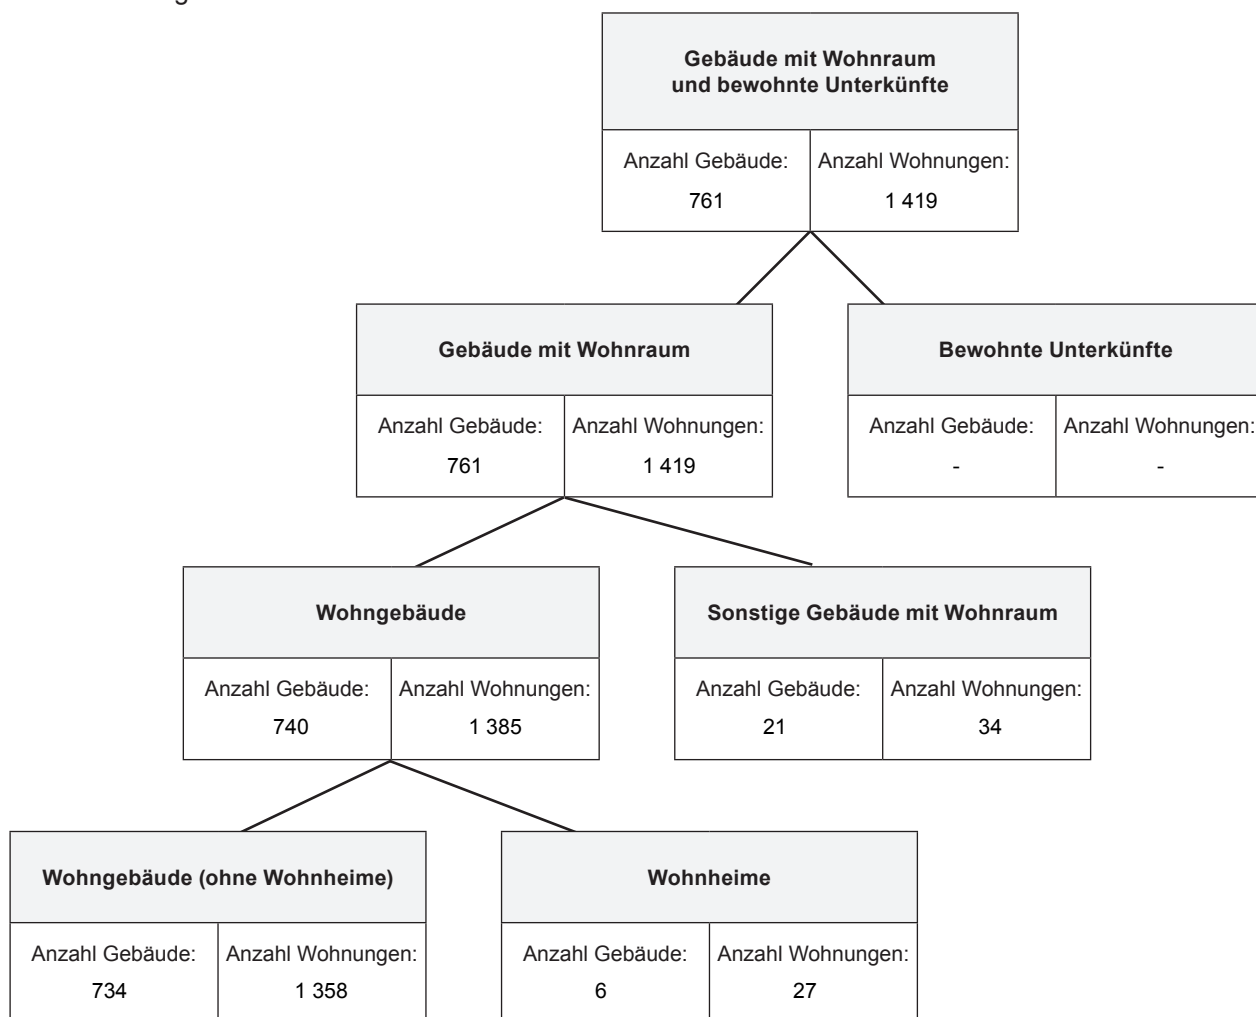 Gebäude mit Wohnraum
und bewohnte Unterkünfte
Anzahl Gebäude: Anzahl Wohnungen:
761 1 419
Gebäude mit Wohnraum
Bewohnte Unterkünfte
Anzahl Gebäude: Anzahl Wohnungen:
761 1 419
Anzahl Gebäude: Anzahl Wohnungen:
- -
Wohngebäude
Sonstige Gebäude mit Wohnraum
Anzahl Gebäude: Anzahl Wohnungen:
740 1 385
Anzahl Gebäude: Anzahl Wohnungen:
21 34
Wohngebäude (ohne Wohnheime)
Wohnheime
Anzahl Gebäude: Anzahl Wohnungen:
734 1 358
Anzahl Gebäude: Anzahl Wohnungen:
6 27